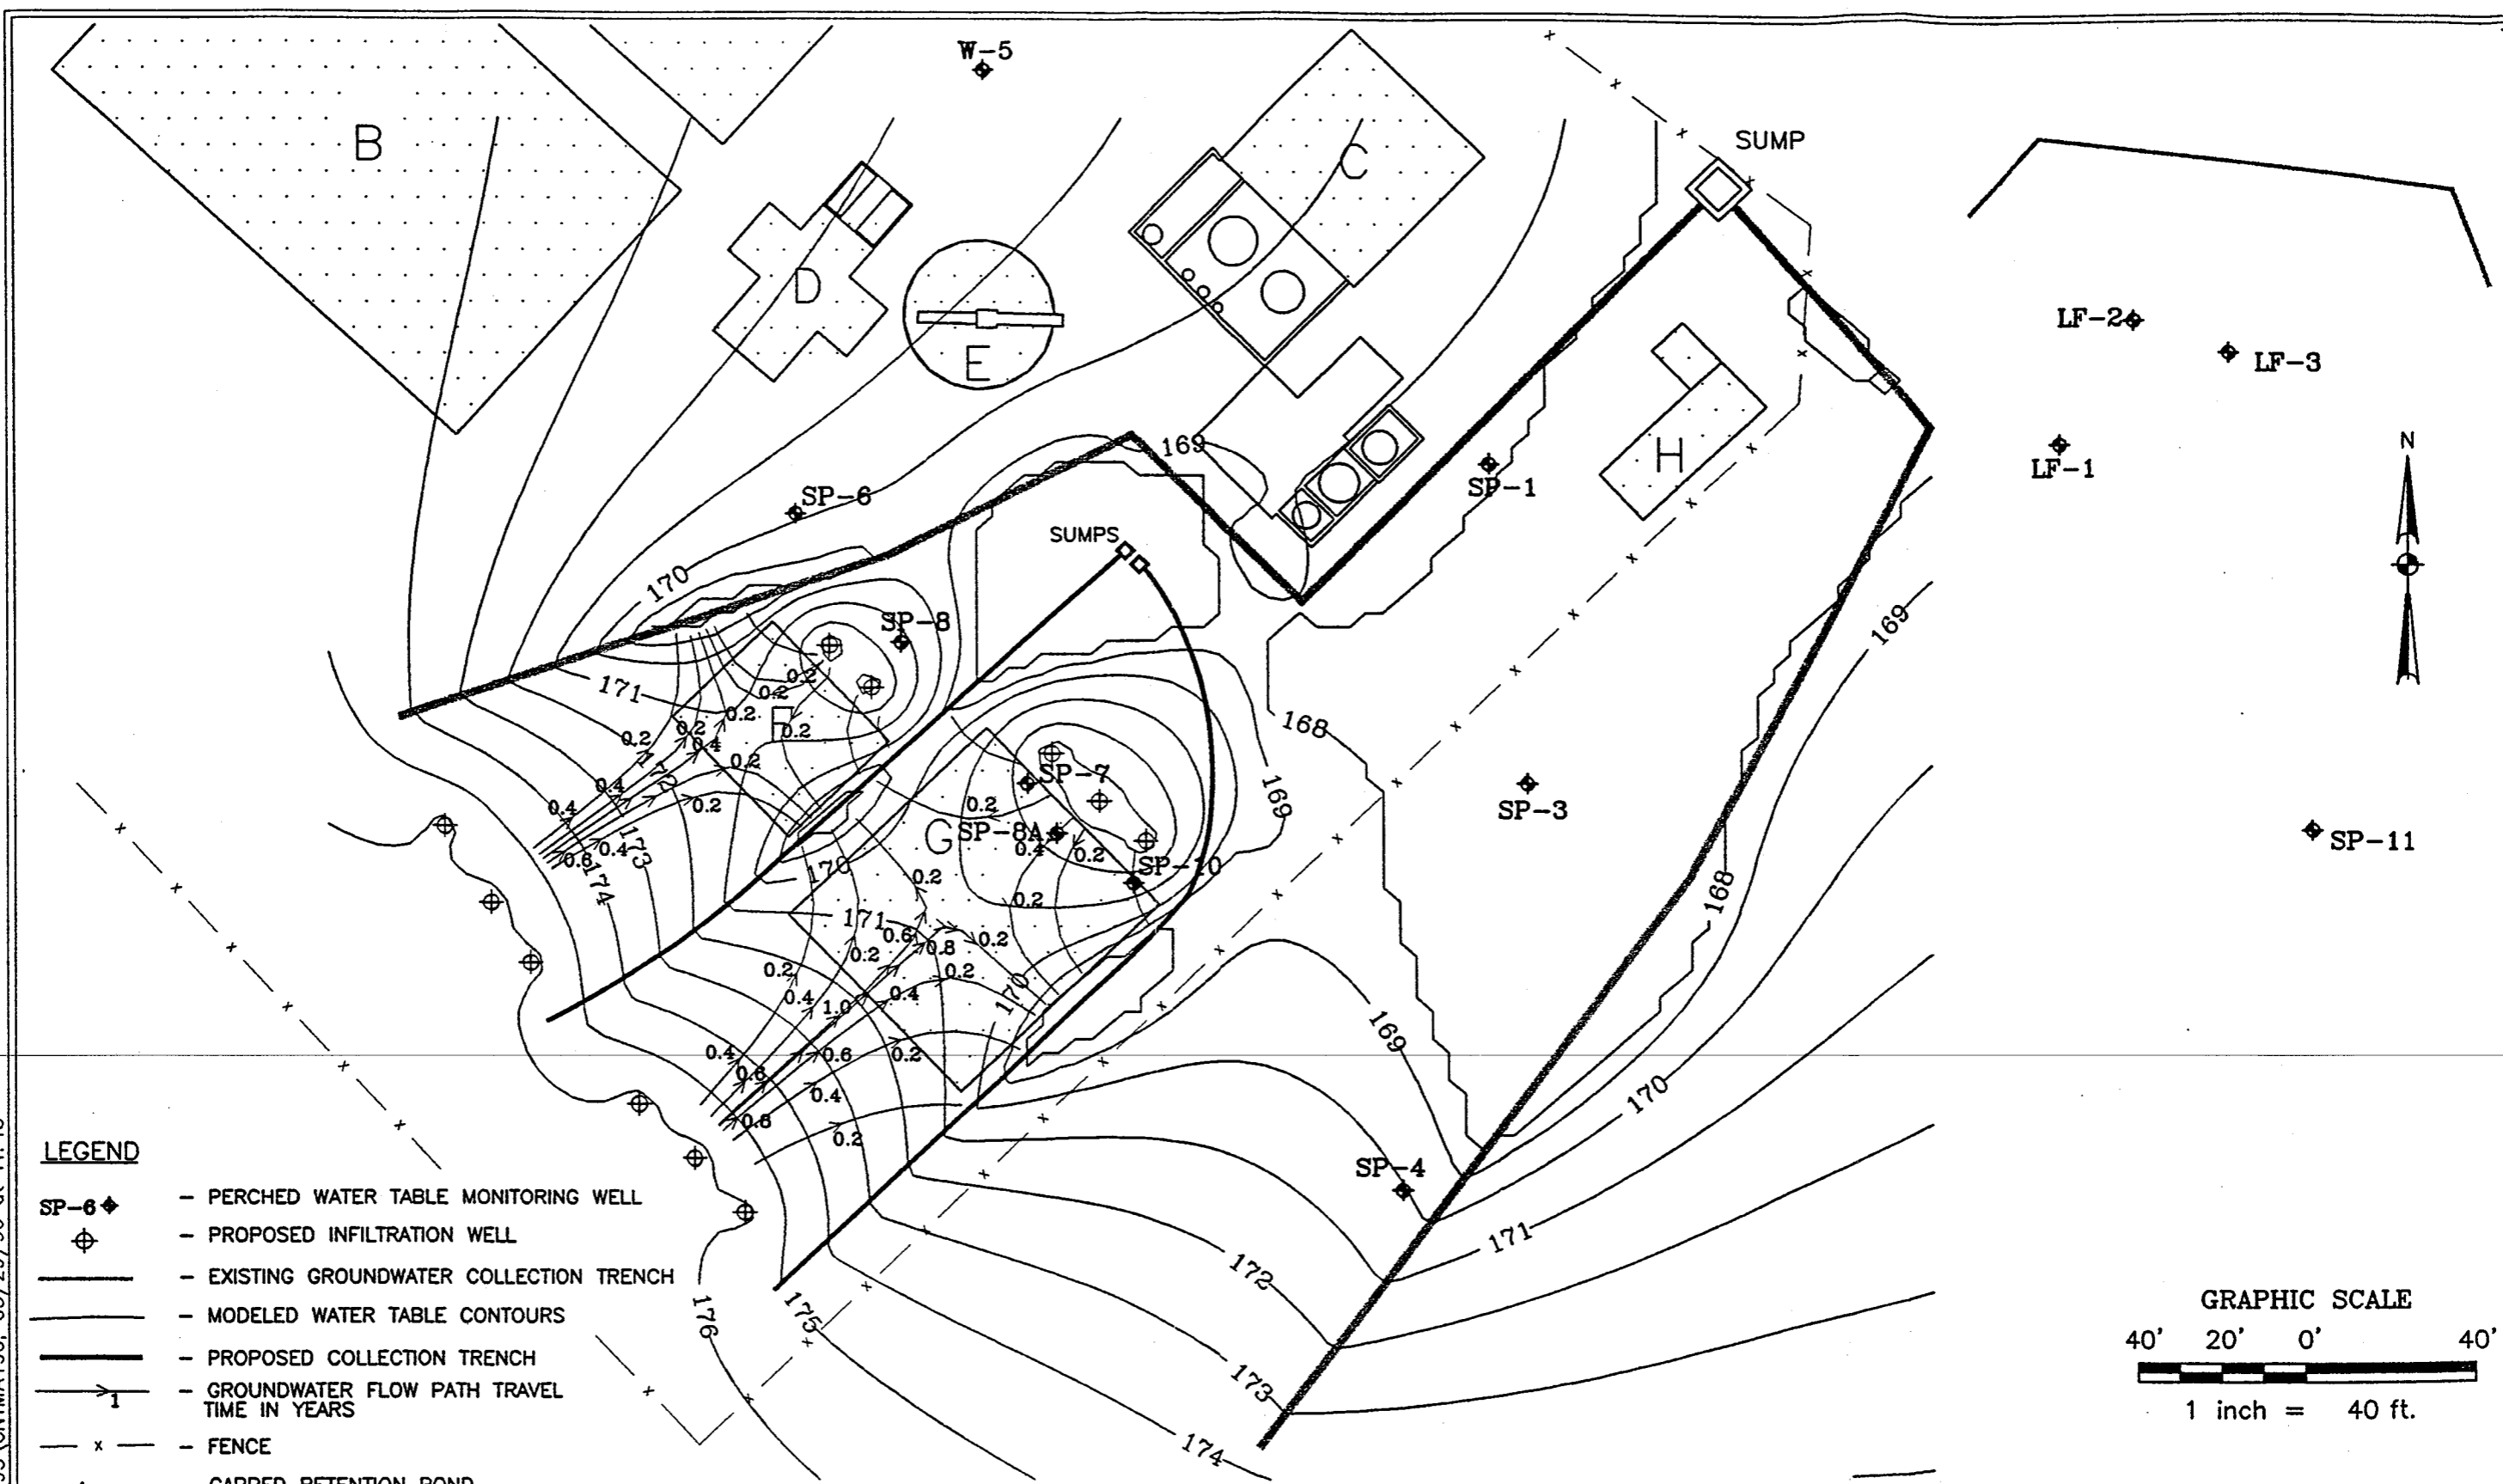 W-5
SUMP
B
C
D
E
LF-2
LF-3
169
SP-6
SP-1
H
LF-1
N
SUMPS
170
SP-8
169
171
0.2
0.2
F
0.2
0.2
0.2
0.2
0.4
168
0.2
172
0.4
0.2
SP-7
169
0.4
0.2
0.2
SP-3
G
SP-8A
SP-11
0.4
0.2
0.6
0.4
173
SP-10
170
174
0.2
0.2
168
171
0.6
0.8
0.2
0.2
0.2
0.2
0.4
1.0
0.4
170
169
0.4
0.6
0.2
0.6
170
0.4
0.8
0.2
SP-4
171
172
176
175
173
174
LEGEND
SP-6 – PERCHED WATER TABLE MONITORING WELL
– PROPOSED INFILTRATION WELL
– EXISTING GROUNDWATER COLLECTION TRENCH
– MODELED WATER TABLE CONTOURS
– PROPOSED COLLECTION TRENCH
1 – GROUNDWATER FLOW PATH TRAVEL
TIME IN YEARS
x – FENCE
– CAPPED RETENTION POND
GRAPHIC SCALE
40' 20' 0' 40'
1 inch = 40 ft.